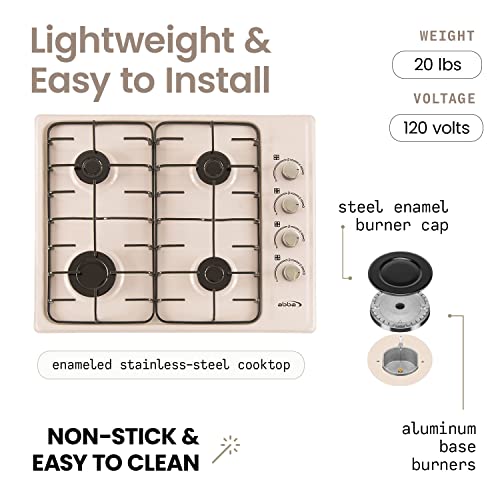 Lightweight &
Easy to Install
WEIGHT
20 lbs
VOLTAGE
120 volts
steel enamel
burner cap
abba
enameled stainless-steel cooktop
NON-STICK &
EASY TO CLEAN
aluminum
base
burners